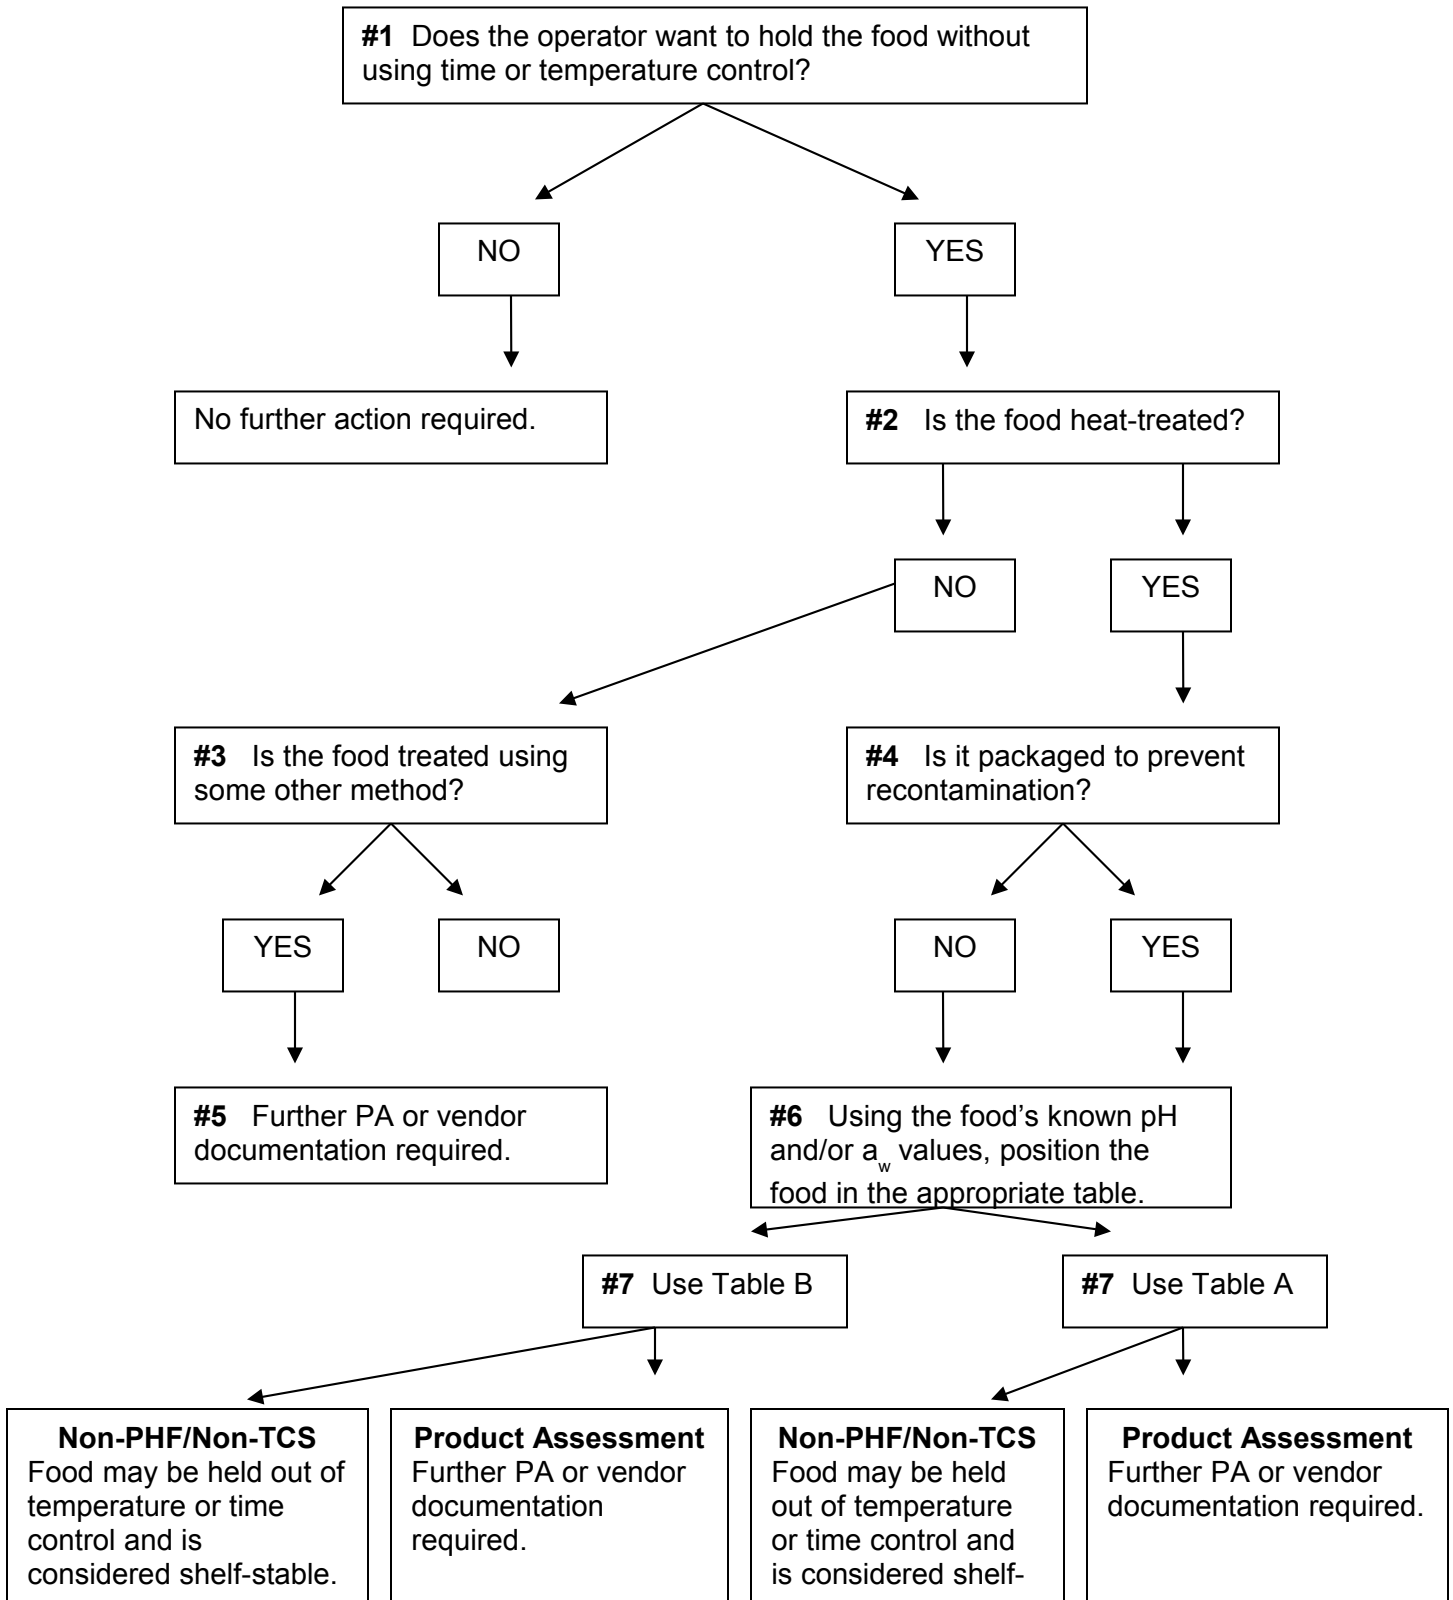 #1 Does the operator want to hold the food without
using time or temperature control?
NO
YES
No further action required.
#2 Is the food heat-treated?
NO
YES
#3 Is the food treated using
some other method?
#4 Is it packaged to prevent
recontamination?
YES
NO
NO
YES
#5 Further PA or vendor
documentation required.
#6 Using the food’s known pH
and/or aw values, position the
food in the appropriate table.
#7 Use Table B
#7 Use Table A
Non-PHF/Non-TCS
Food may be held out of
temperature or time
control and is
considered shelf-stable.
Product Assessment
Further PA or vendor
documentation
required.
Non-PHF/Non-TCS
Food may be held
out of temperature
or time control and
is considered shelf-
Product Assessment
Further PA or vendor
documentation required.